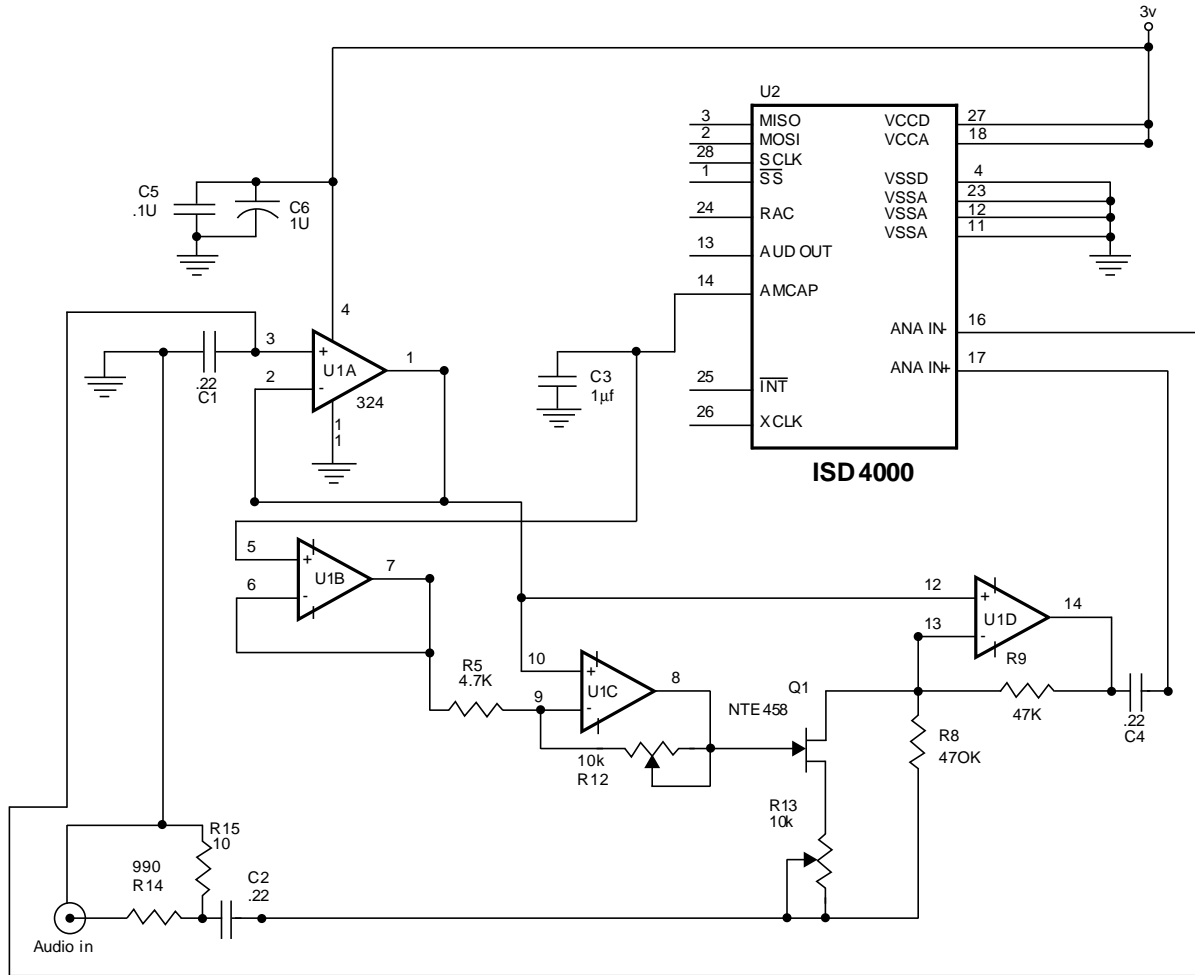 3v
U2
3 MISO VCCD 27
2 MOSI VCCA 18
28 SCLK
1 SS VSSD 4
VSSA 23
24 RAC VSSA 12
VSSA 11
13 AUD OUT
14 AMCAP
ANA IN- 16
ANA IN+ 17
25 INT
26 XCLK
ISD 4000
C5
.1U
C6
1U
4
3 + 1
2 - U1A
324
1
1
.22
C1
C3
1µf
5 + 7
6 - U1B
12 + 14
13 - U1D
R9
47K
.22
C4
R5
4.7K
10 + 8
9 - U1C
10k
R12
Q1
NTE 458
R8
47OK
R13
10k
R15
10
990
R14
C2
.22
Audio in